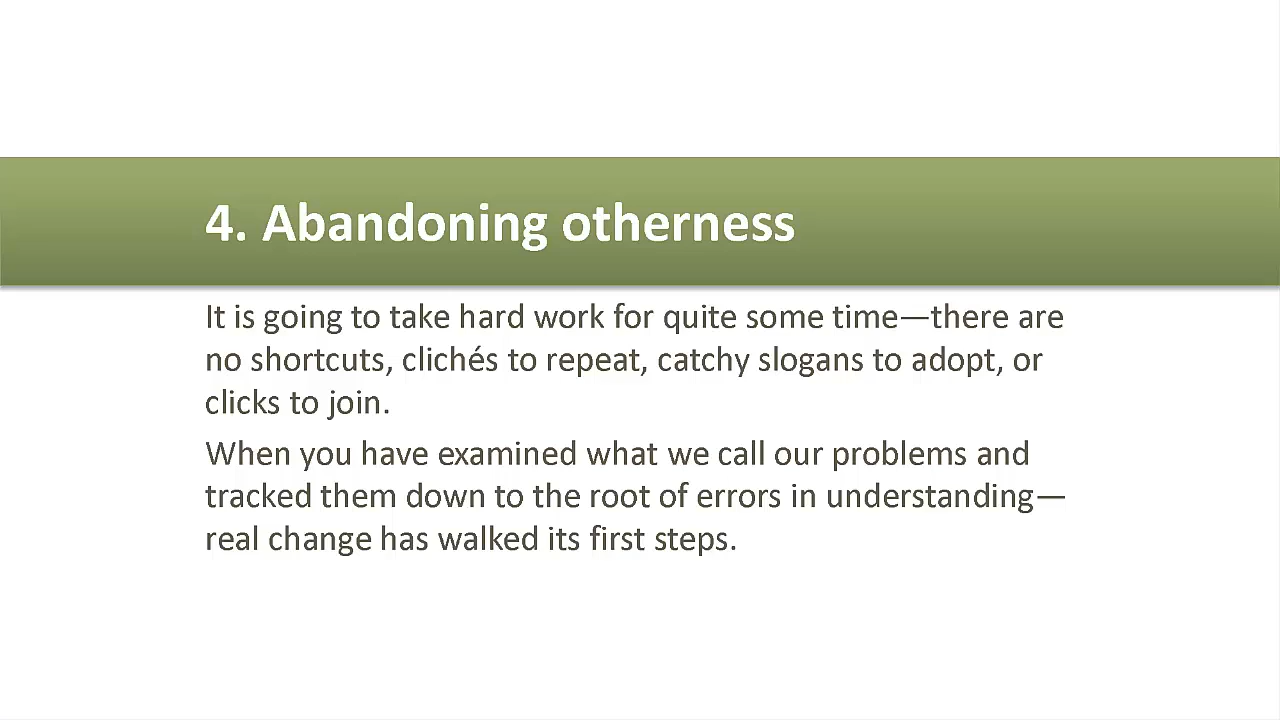 4. Abandoning otherness
It is going to take hard work for quite some time—there are
no shortcuts, clichés to repeat, catchy slogans to adopt, or
clicks to join.
When you have examined what we call our problems and
tracked them down to the root of errors in understanding—
real change has walked its first steps.